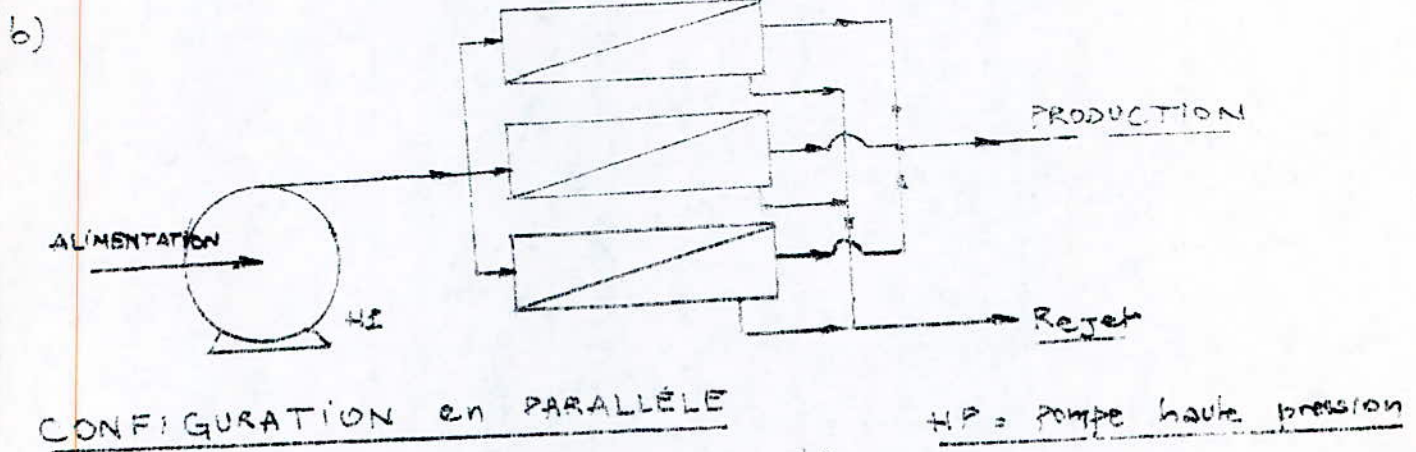 b)
PRODUCTION
ALIMENTATION
HP
Rejet
CONFIGURATION en PARALLÈLE
HP = Pompe haute pression